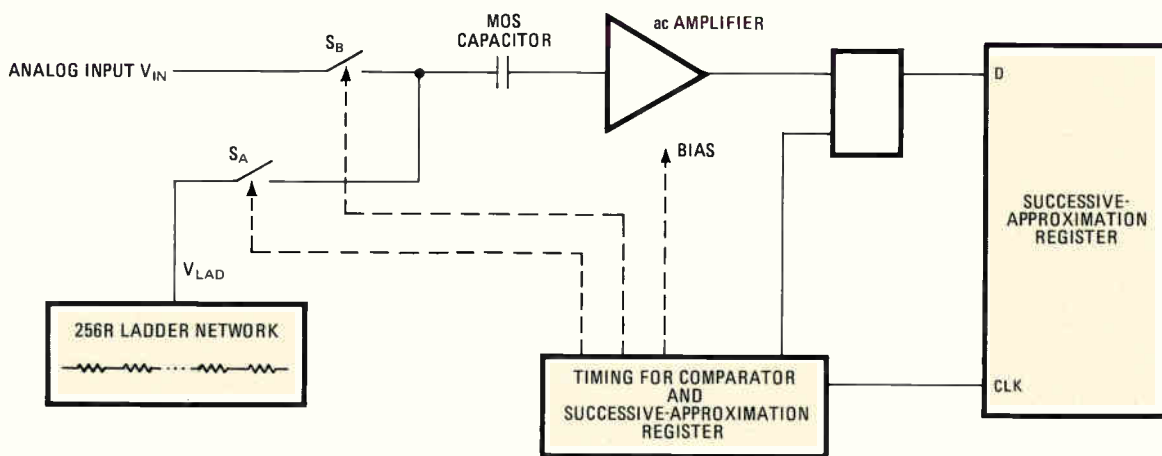 MOS
CAPACITOR
ac AMPLIFIER
S_B
ANALOG INPUT V_IN
D
S_A
BIAS
SUCCESSIVE-
APPROXIMATION
REGISTER
V_LAD
256R LADDER NETWORK
TIMING FOR COMPARATOR
AND
SUCCESSIVE-APPROXIMATION
REGISTER
CLK